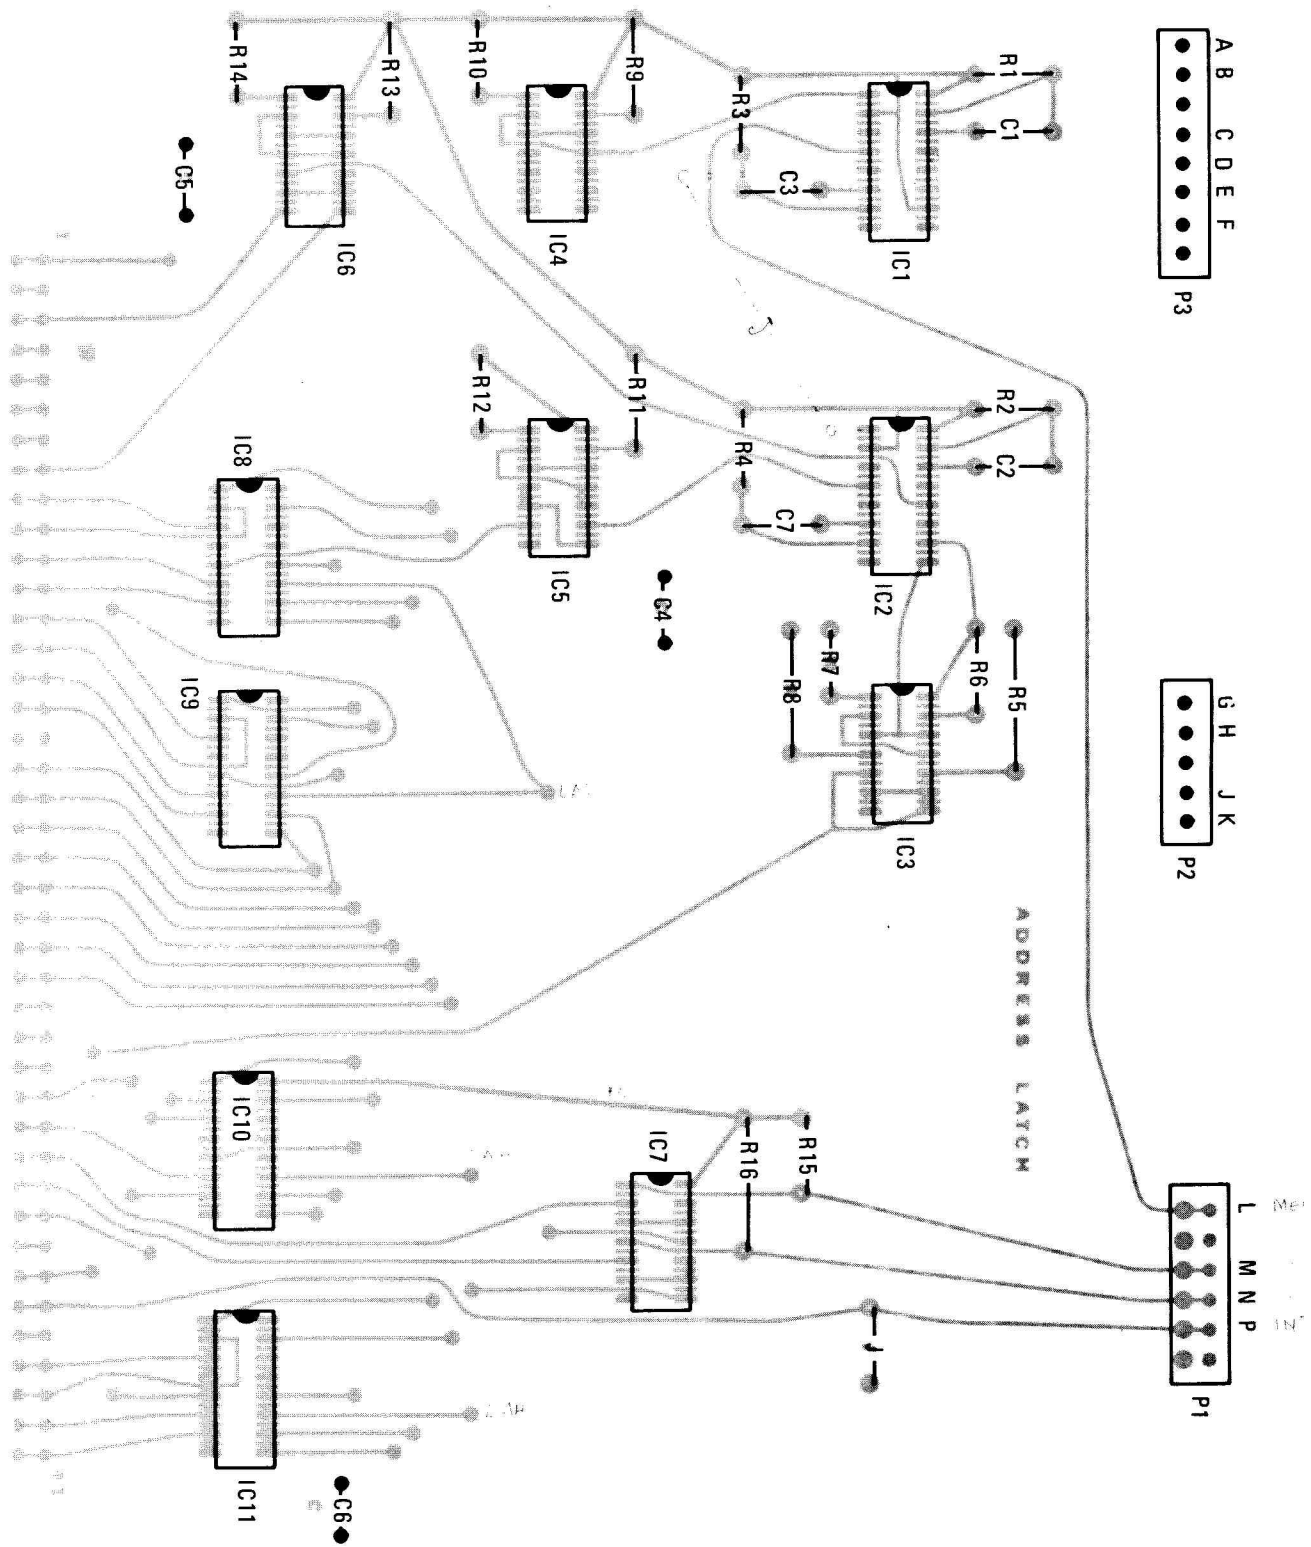 A B C D E F
P3
R1
C1
R3
C3
IC1
R9
R10
IC4
R13
R14
IC6
C5
R2
C2
R4
C7
IC2
R11
R12
IC5
C4
IC8
G H J K
P2
R5
R6
R7
R8
IC3
IC9
ADDRESS LATCH
L M N P
P1
INT
R15
R16
IC7
J
IC10
IC11
C6